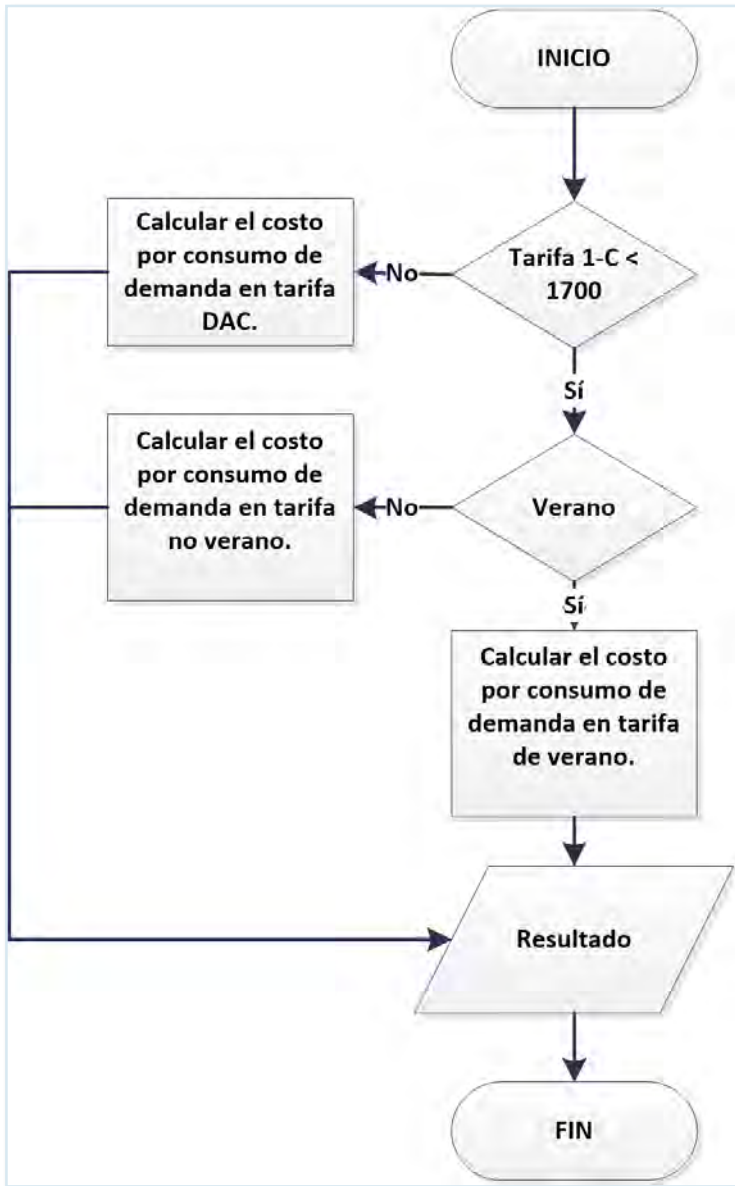 INICIO
Tarifa 1-C <
1700
No
Calcular el costo
por consumo de
demanda en tarifa
DAC.
Sí
Verano
No
Calcular el costo
por consumo de
demanda en tarifa
no verano.
Sí
Calcular el costo
por consumo de
demanda en tarifa
de verano.
Resultado
FIN